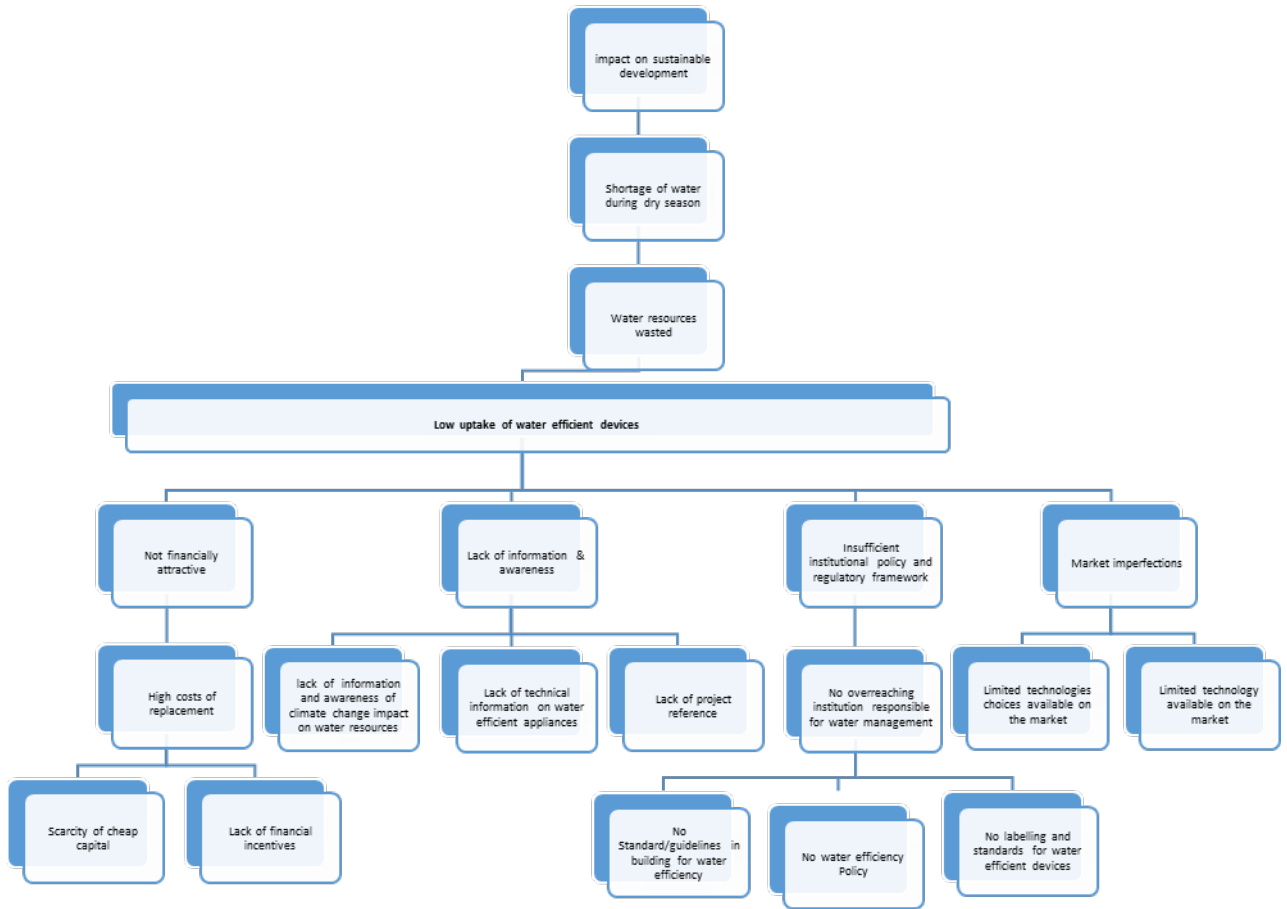 impact on sustainable
development
Shortage of water
during dry season
Water resources
wasted
Low uptake of water efficient devices
Not financially
attractive
Lack of information &
awareness
Insufficient
institutional policy and
regulatory framework
Market imperfections
High costs of
replacement
lack of information
and awareness of
climate change impact
on water resources
Lack of technical
information on water
efficient appliances
Lack of project
reference
No overreaching
institution responsible
for water management
Limited technologies
choices available on
the market
Limited technology
available on the
market
Scarcity of cheap
capital
Lack of financial
incentives
No
Standard/guidelines in
building for water
efficiency
No water efficiency
Policy
No labelling and
standards for water
efficient devices